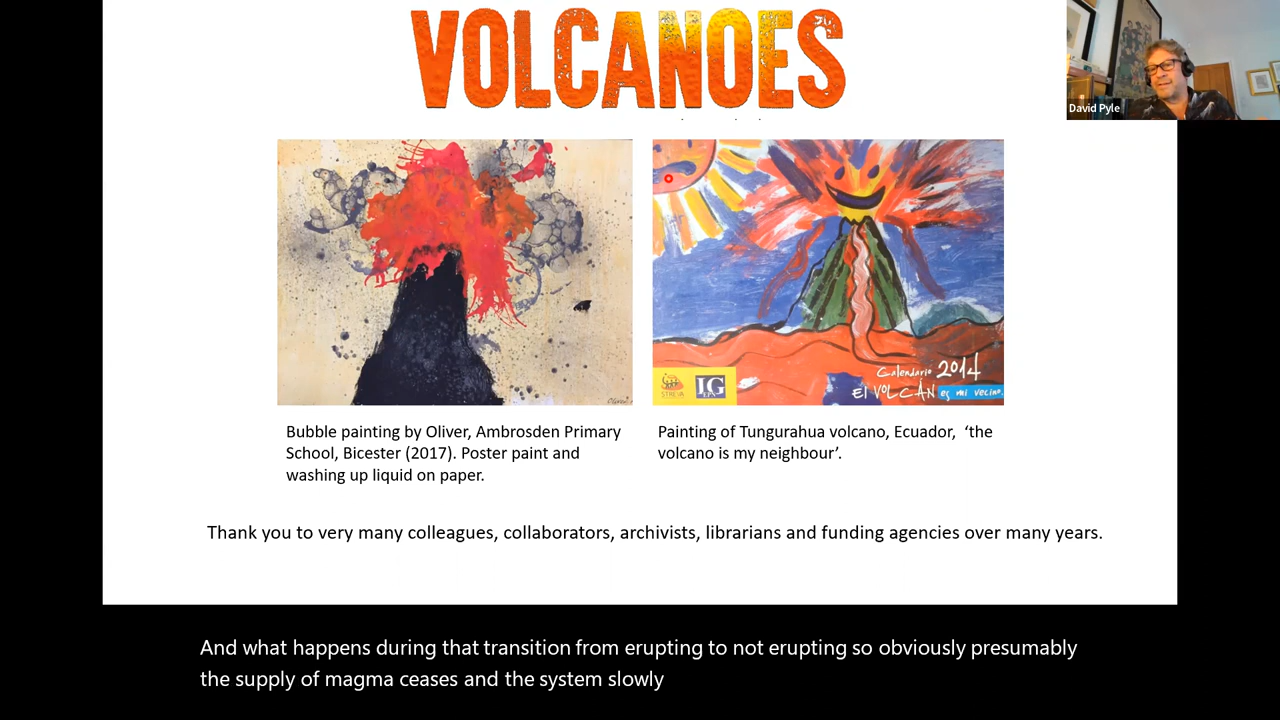 VOLCANOES
David Pyle
Oliver
Calendario 2014
El VOLCÁN es mi vecino.
STREVA
IG
Bubble painting by Oliver, Ambrosden Primary
School, Bicester (2017). Poster paint and
washing up liquid on paper.
Painting of Tungurahua volcano, Ecuador,  ‘the
volcano is my neighbour’.
Thank you to very many colleagues, collaborators, archivists, librarians and funding agencies over many years.
And what happens during that transition from erupting to not erupting so obviously presumably
the supply of magma ceases and the system slowly